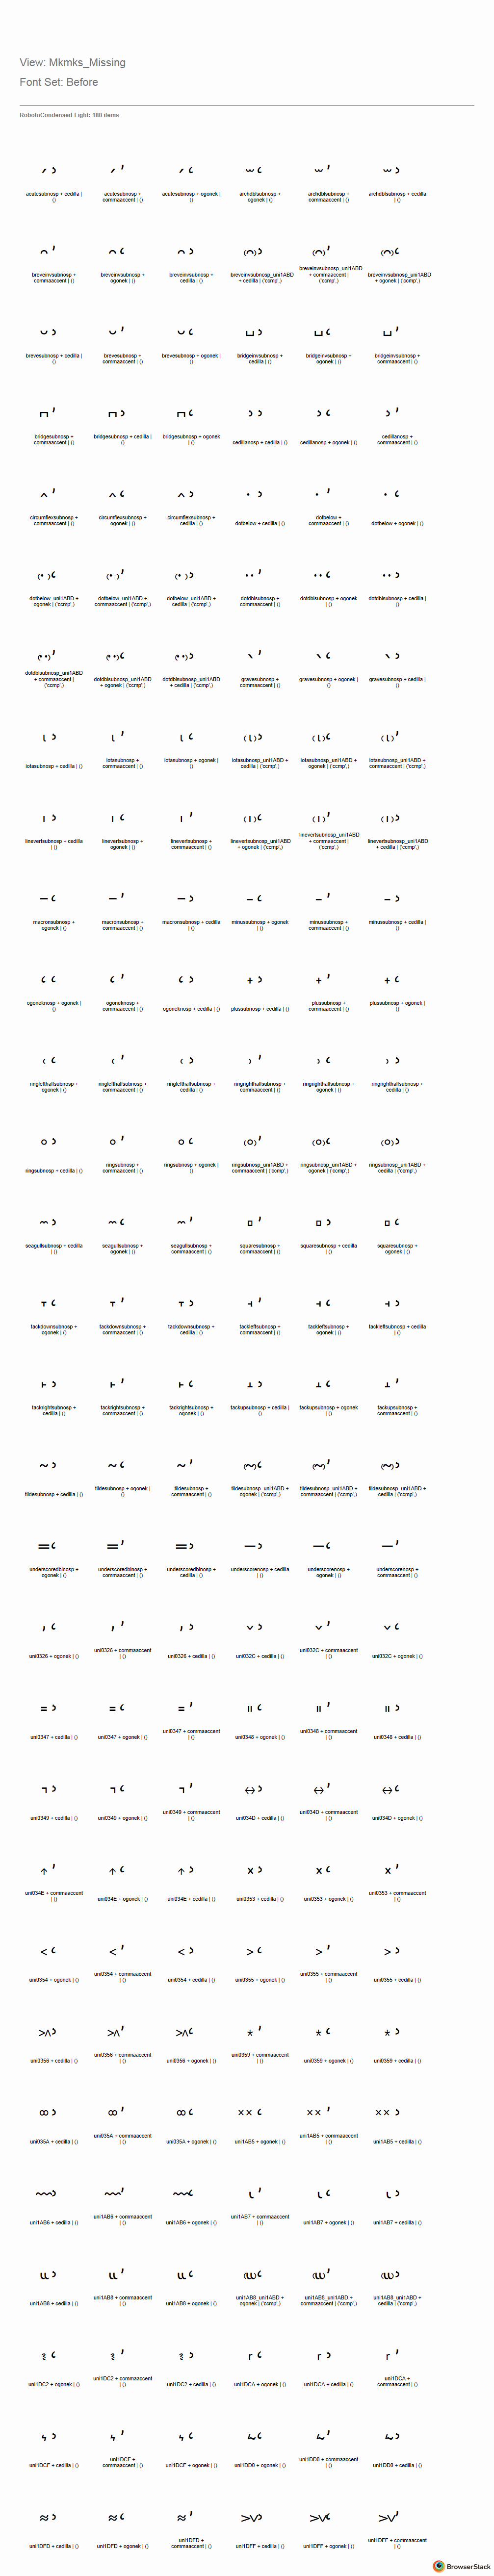 View: Mkmks_Missing
Font Set: Before
RobotoCondensed-Light: 180 items
acutesubnosp + cedilla |
()
acutesubnosp +
commaaccent | ()
acutesubnosp + ogonek |
()
archdblsubnosp +
ogonek | ()
archdblsubnosp +
commaaccent | ()
archdblsubnosp + cedilla
| ()
breveinvsubnosp +
commaaccent | ()
breveinvsubnosp +
ogonek | ()
breveinvsubnosp +
cedilla | ()
breveinvsubnosp_uni1ABD
+ cedilla | ('ccmp',)
breveinvsubnosp_uni1ABD
+ commaaccent |
('ccmp',)
breveinvsubnosp_uni1ABD
+ ogonek | ('ccmp',)
brevesubnosp + cedilla |
()
brevesubnosp +
commaaccent | ()
brevesubnosp + ogonek |
()
bridgeinvsubnosp +
cedilla | ()
bridgeinvsubnosp +
ogonek | ()
bridgeinvsubnosp +
commaaccent | ()
bridgesubnosp +
commaaccent | ()
bridgesubnosp + cedilla |
()
bridgesubnosp + ogonek
| ()
cedillanosp + cedilla | ()
cedillanosp + ogonek | ()
cedillanosp +
commaaccent | ()
circumflexsubnosp +
commaaccent | ()
circumflexsubnosp +
ogonek | ()
circumflexsubnosp +
cedilla | ()
dotbelow + cedilla | ()
dotbelow +
commaaccent | ()
dotbelow + ogonek | ()
dotbelow_uni1ABD +
ogonek | ('ccmp',)
dotbelow_uni1ABD +
commaaccent | ('ccmp',)
dotbelow_uni1ABD +
cedilla | ('ccmp',)
dotdblsubnosp +
commaaccent | ()
dotdblsubnosp + ogonek
| ()
dotdblsubnosp + cedilla |
()
dotdblsubnosp_uni1ABD
+ commaaccent |
('ccmp',)
dotdblsubnosp_uni1ABD
+ ogonek | ('ccmp',)
dotdblsubnosp_uni1ABD
+ cedilla | ('ccmp',)
gravesubnosp +
commaaccent | ()
gravesubnosp + ogonek |
()
gravesubnosp + cedilla |
()
iotasubnosp + cedilla | ()
iotasubnosp +
commaaccent | ()
iotasubnosp + ogonek |
()
iotasubnosp_uni1ABD +
cedilla | ('ccmp',)
iotasubnosp_uni1ABD +
ogonek | ('ccmp',)
iotasubnosp_uni1ABD +
commaaccent | ('ccmp',)
linevertsubnosp + cedilla
| ()
linevertsubnosp +
ogonek | ()
linevertsubnosp +
commaaccent | ()
linevertsubnosp_uni1ABD
+ ogonek | ('ccmp',)
linevertsubnosp_uni1ABD
+ commaaccent |
('ccmp',)
linevertsubnosp_uni1ABD
+ cedilla | ('ccmp',)
macronsubnosp +
ogonek | ()
macronsubnosp +
commaaccent | ()
macronsubnosp + cedilla
| ()
minussubnosp + ogonek
| ()
minussubnosp +
commaaccent | ()
minussubnosp + cedilla |
()
ogoneknosp + ogonek |
()
ogoneknosp +
commaaccent | ()
ogoneknosp + cedilla | ()
plussubnosp + cedilla | ()
plussubnosp +
commaaccent | ()
plussubnosp + ogonek |
()
ringlefthalfsubnosp +
ogonek | ()
ringlefthalfsubnosp +
commaaccent | ()
ringlefthalfsubnosp +
cedilla | ()
ringrighthalfsubnosp +
commaaccent | ()
ringrighthalfsubnosp +
ogonek | ()
ringrighthalfsubnosp +
cedilla | ()
ringsubnosp + cedilla | ()
ringsubnosp +
commaaccent | ()
ringsubnosp + ogonek |
()
ringsubnosp_uni1ABD +
commaaccent | ('ccmp',)
ringsubnosp_uni1ABD +
ogonek | ('ccmp',)
ringsubnosp_uni1ABD +
cedilla | ('ccmp',)
seagullsubnosp + cedilla
| ()
seagullsubnosp +
ogonek | ()
seagullsubnosp +
commaaccent | ()
squaresubnosp +
commaaccent | ()
squaresubnosp + cedilla
| ()
squaresubnosp +
ogonek | ()
tackdownsubnosp +
ogonek | ()
tackdownsubnosp +
commaaccent | ()
tackdownsubnosp +
cedilla | ()
tackleftsubnosp +
commaaccent | ()
tackleftsubnosp +
ogonek | ()
tackleftsubnosp + cedilla
| ()
tackrightsubnosp +
cedilla | ()
tackrightsubnosp +
commaaccent | ()
tackrightsubnosp +
ogonek | ()
tackupsubnosp + cedilla |
()
tackupsubnosp + ogonek
| ()
tackupsubnosp +
commaaccent | ()
tildesubnosp + cedilla | ()
tildesubnosp + ogonek |
()
tildesubnosp +
commaaccent | ()
tildesubnosp_uni1ABD +
ogonek | ('ccmp',)
tildesubnosp_uni1ABD +
commaaccent | ('ccmp',)
tildesubnosp_uni1ABD +
cedilla | ('ccmp',)
underscoredblnosp +
ogonek | ()
underscoredblnosp +
commaaccent | ()
underscoredblnosp +
cedilla | ()
underscorenosp + cedilla
| ()
underscorenosp +
ogonek | ()
underscorenosp +
commaaccent | ()
uni0326 + ogonek | ()
uni0326 + commaaccent
| ()
uni0326 + cedilla | ()
uni032C + cedilla | ()
uni032C + commaaccent
| ()
uni032C + ogonek | ()
uni0347 + cedilla | ()
uni0347 + ogonek | ()
uni0347 + commaaccent
| ()
uni0348 + ogonek | ()
uni0348 + commaaccent
| ()
uni0348 + cedilla | ()
uni0349 + cedilla | ()
uni0349 + ogonek | ()
uni0349 + commaaccent
| ()
uni034D + cedilla | ()
uni034D + commaaccent
| ()
uni034D + ogonek | ()
uni034E + commaaccent
| ()
uni034E + ogonek | ()
uni034E + cedilla | ()
uni0353 + cedilla | ()
uni0353 + ogonek | ()
uni0353 + commaaccent
| ()
uni0354 + ogonek | ()
uni0354 + commaaccent
| ()
uni0354 + cedilla | ()
uni0355 + ogonek | ()
uni0355 + commaaccent
| ()
uni0355 + cedilla | ()
uni0356 + cedilla | ()
uni0356 + commaaccent
| ()
uni0356 + ogonek | ()
uni0359 + commaaccent
| ()
uni0359 + ogonek | ()
uni0359 + cedilla | ()
uni035A + cedilla | ()
uni035A + commaaccent
| ()
uni035A + ogonek | ()
uni1AB5 + ogonek | ()
uni1AB5 + commaaccent
| ()
uni1AB5 + cedilla | ()
uni1AB6 + cedilla | ()
uni1AB6 + commaaccent
| ()
uni1AB6 + ogonek | ()
uni1AB7 + commaaccent
| ()
uni1AB7 + ogonek | ()
uni1AB7 + cedilla | ()
uni1AB8 + cedilla | ()
uni1AB8 + commaaccent
| ()
uni1AB8 + ogonek | ()
uni1AB8_uni1ABD +
ogonek | ('ccmp',)
uni1AB8_uni1ABD +
commaaccent | ('ccmp',)
uni1AB8_uni1ABD +
cedilla | ('ccmp',)
uni1DC2 + ogonek | ()
uni1DC2 + commaaccent
| ()
uni1DC2 + cedilla | ()
uni1DCA + ogonek | ()
uni1DCA + cedilla | ()
uni1DCA +
commaaccent | ()
uni1DCF + cedilla | ()
uni1DCF +
commaaccent | ()
uni1DCF + ogonek | ()
uni1DD0 + ogonek | ()
uni1DD0 + commaaccent
| ()
uni1DD0 + cedilla | ()
uni1DFD + cedilla | ()
uni1DFD + ogonek | ()
uni1DFD +
commaaccent | ()
uni1DFF + cedilla | ()
uni1DFF + ogonek | ()
uni1DFF + commaaccent
| ()
BrowserStack